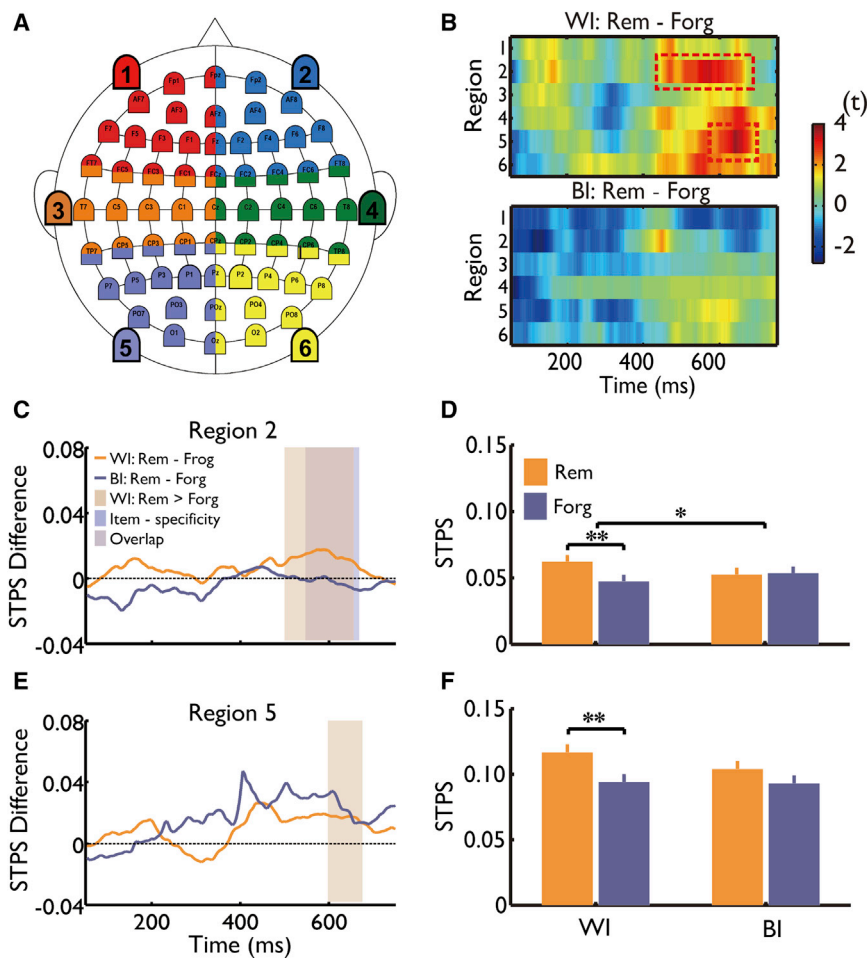 A
1
2
Fp1
Fpz
Fp2
AF7
AF3
AFz
AF4
AF8
F7
F5
F3
F1
Fz
F2
F4
F6
F8
FT7
FC5
FC3
FC1
FCz
FC2
FC4
FC6
FT8
3
T7
C5
C3
C1
Cz
C2
C4
C6
T8
4
TP7
CP5
CP3
CP1
CPz
CP2
CP4
CP6
TP8
P7
P5
P3
P1
Pz
P2
P4
P6
P8
PO7
PO3
POz
PO4
PO8
O1
Oz
O2
5
6
B
WI: Rem - Forg
Region
1
2
3
4
5
6
(t)
4
2
0
-2
BI: Rem - Forg
Region
1
2
3
4
5
6
200 400 600
Time (ms)
C
Region 2
STPS Difference
0.08
0.04
0
-0.04
WI: Rem - Frog
BI: Rem - Forg
WI: Rem > Forg
Item - specificity
Overlap
200 400 600
D
STPS
0.15
0.10
0.05
0
Rem
Forg
**
*
E
Region 5
STPS Difference
0.08
0.04
0
-0.04
200 400 600
Time (ms)
F
STPS
0.15
0.10
0.05
0
**
WI BI